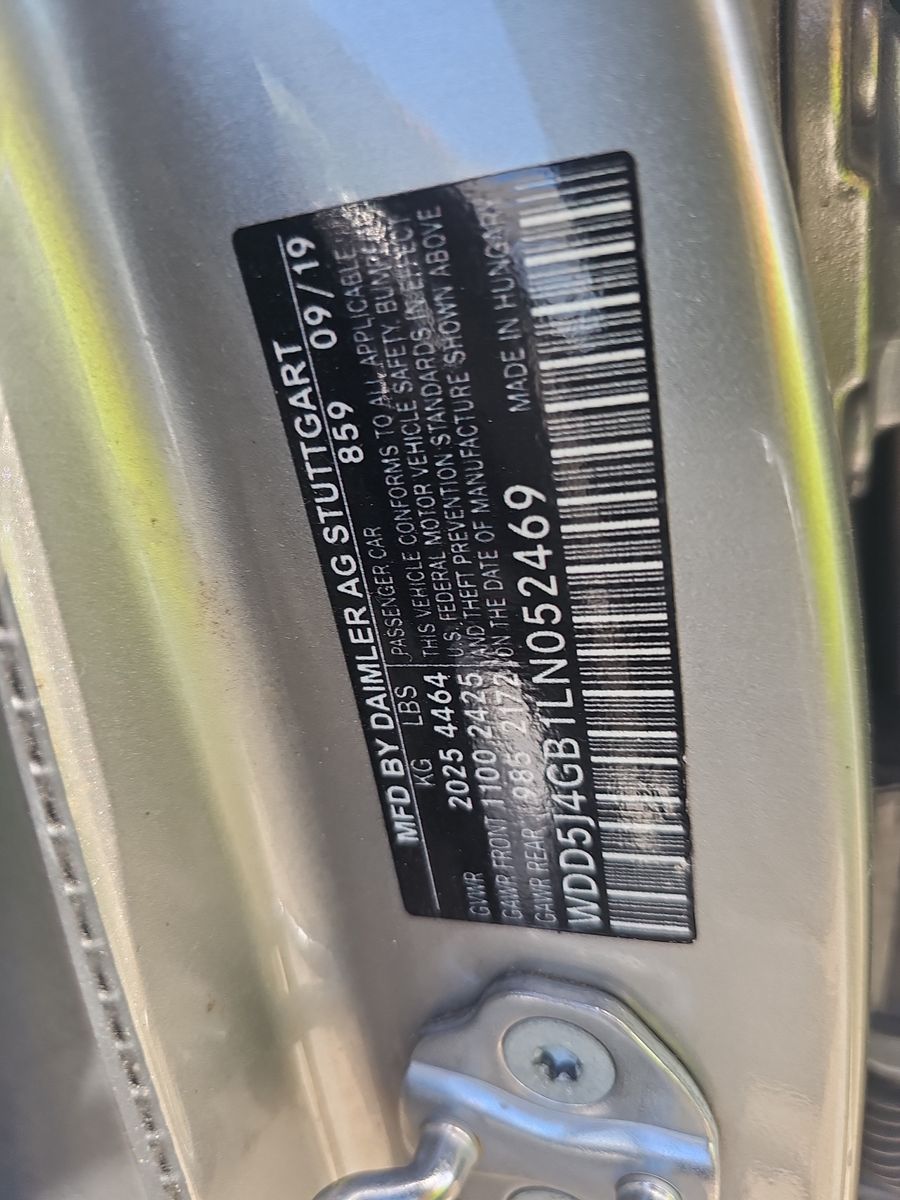 MFD BY DAIMLER AG STUTTGART
KG LBS 859 09/19
GVWR 2025 4464
GAWR FRONT 1100 2425
GAWR REAR 985 2172
PASSENGER CAR
THIS VEHICLE CONFORMS TO ALL APPLICABLE
U.S. FEDERAL MOTOR VEHICLE SAFETY, BUMPER
AND THEFT PREVENTION STANDARDS IN EFFECT
ON THE DATE OF MANUFACTURE SHOWN ABOVE
MADE IN HUNGARY
WDD5J4GB1LN052469